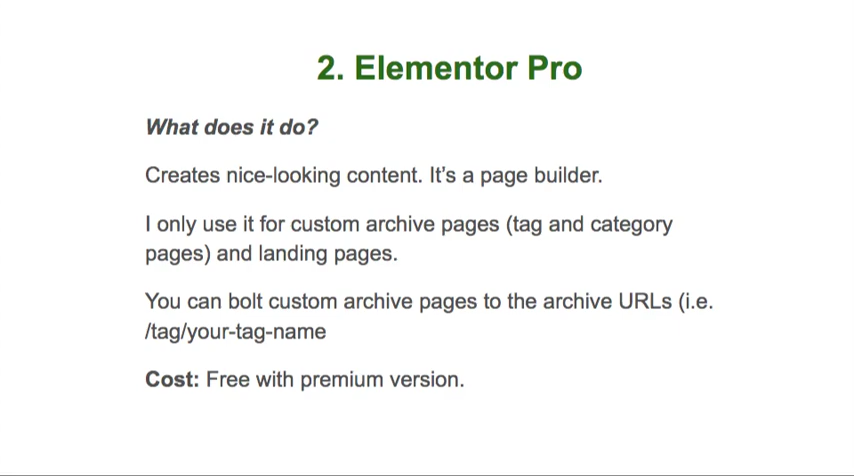 2. Elementor Pro
What does it do?
Creates nice-looking content. It’s a page builder.
I only use it for custom archive pages (tag and category
pages) and landing pages.
You can bolt custom archive pages to the archive URLs (i.e.
/tag/your-tag-name
Cost: Free with premium version.